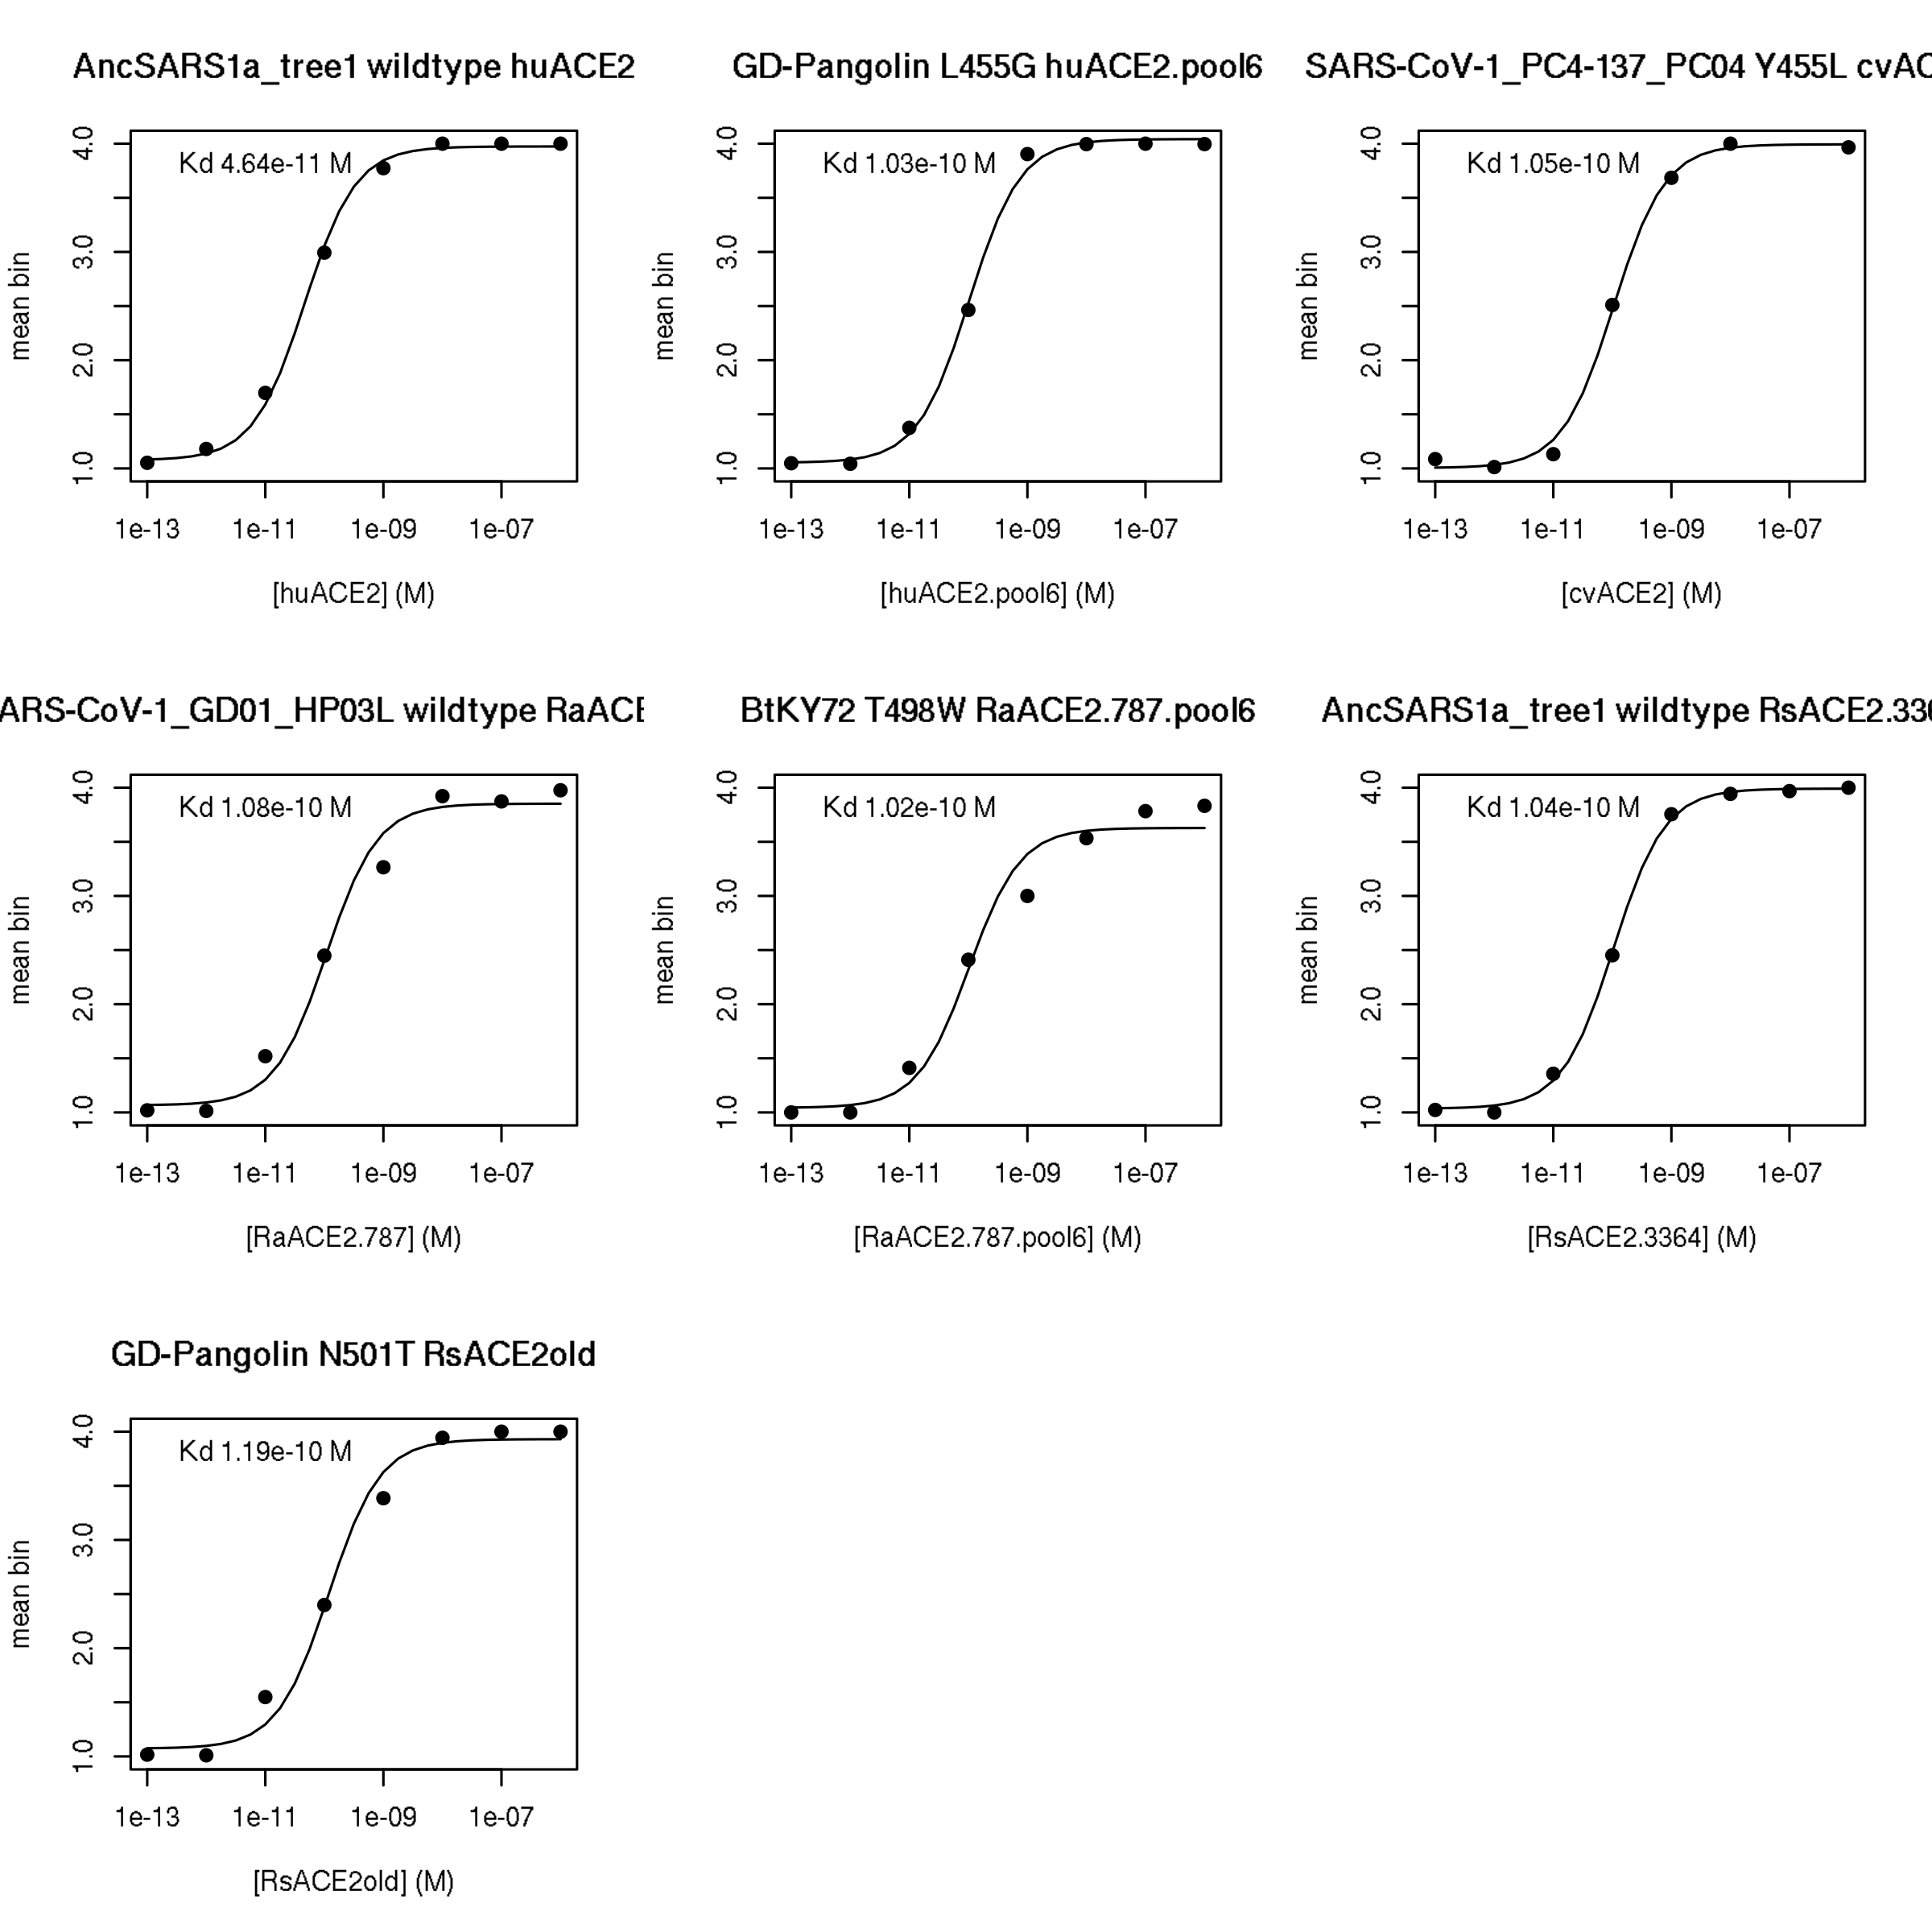 AncSARS1a_tree1 wildtype huACE2
4.0
3.0
2.0
1.0
mean bin
Kd 4.64e-11 M
1e-13 1e-11 1e-09 1e-07
[huACE2] (M)
GD-Pangolin L455G huACE2.pool6
4.0
3.0
2.0
1.0
mean bin
Kd 1.03e-10 M
1e-13 1e-11 1e-09 1e-07
[huACE2.pool6] (M)
SARS-CoV-1_PC4-137_PC04 Y455L cvAC
4.0
3.0
2.0
1.0
mean bin
Kd 1.05e-10 M
1e-13 1e-11 1e-09 1e-07
[cvACE2] (M)
ARS-CoV-1_GD01_HP03L wildtype RaACE
4.0
3.0
2.0
1.0
mean bin
Kd 1.08e-10 M
1e-13 1e-11 1e-09 1e-07
[RaACE2.787] (M)
BtKY72 T498W RaACE2.787.pool6
4.0
3.0
2.0
1.0
mean bin
Kd 1.02e-10 M
1e-13 1e-11 1e-09 1e-07
[RaACE2.787.pool6] (M)
AncSARS1a_tree1 wildtype RsACE2.336
4.0
3.0
2.0
1.0
mean bin
Kd 1.04e-10 M
1e-13 1e-11 1e-09 1e-07
[RsACE2.3364] (M)
GD-Pangolin N501T RsACE2old
4.0
3.0
2.0
1.0
mean bin
Kd 1.19e-10 M
1e-13 1e-11 1e-09 1e-07
[RsACE2old] (M)